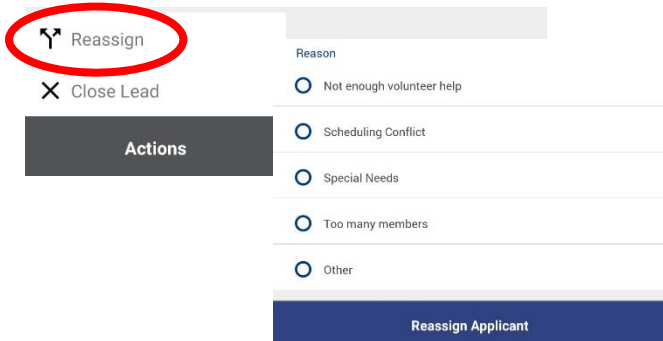 Reassign
Close Lead
Actions
Reason
Not enough volunteer help
Scheduling Conflict
Special Needs
Too many members
Other
Reassign Applicant